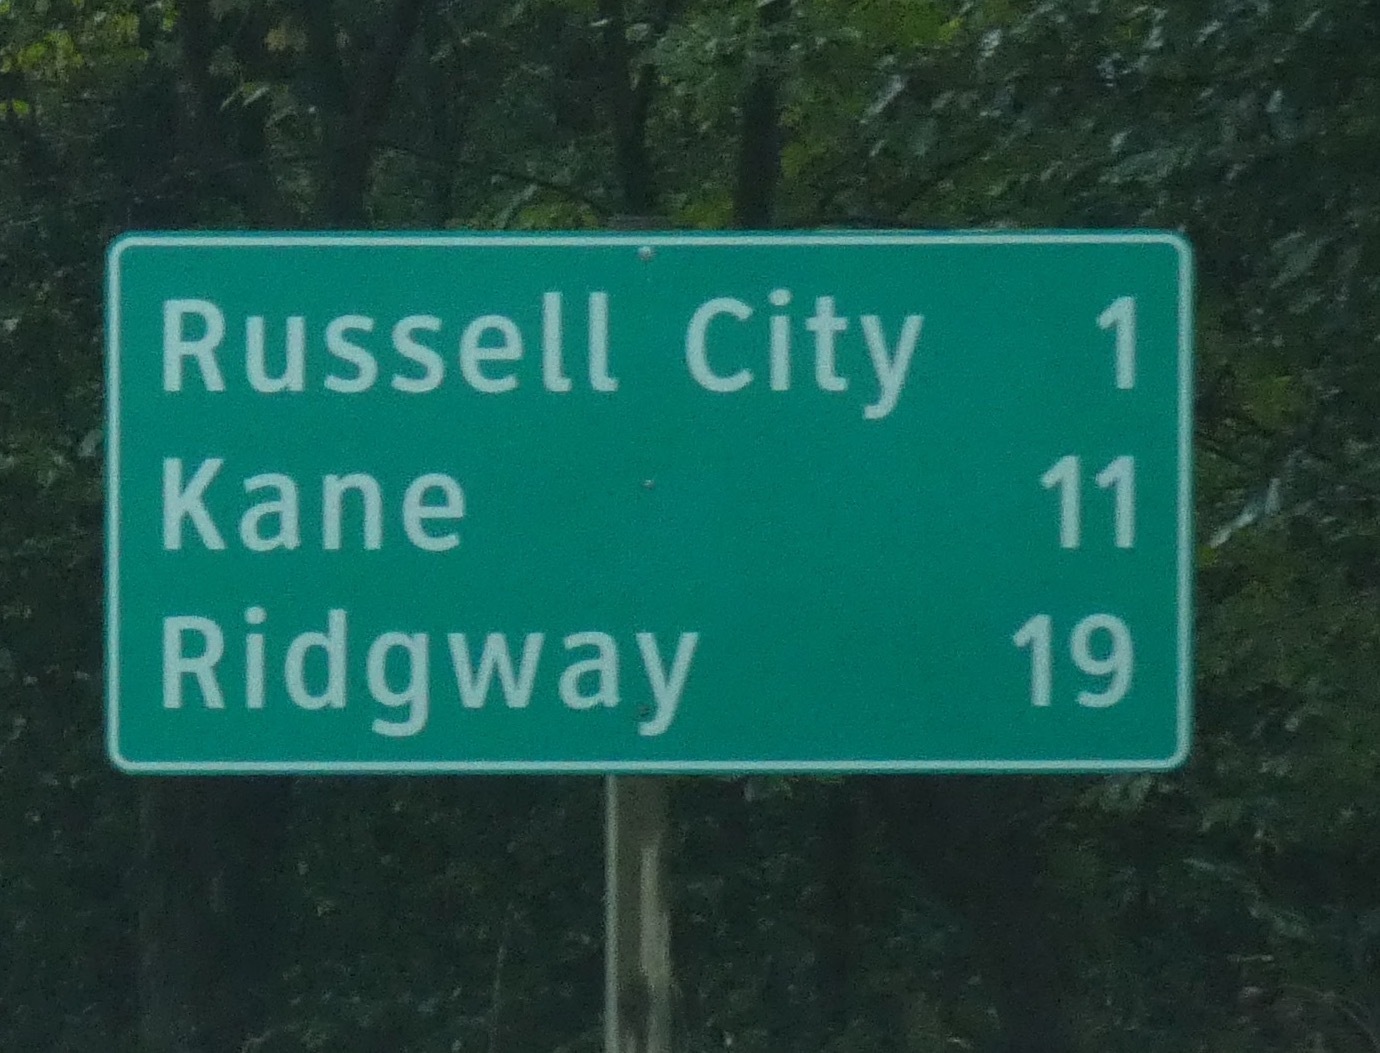 Russell City 1
Kane 11
Ridgway 19